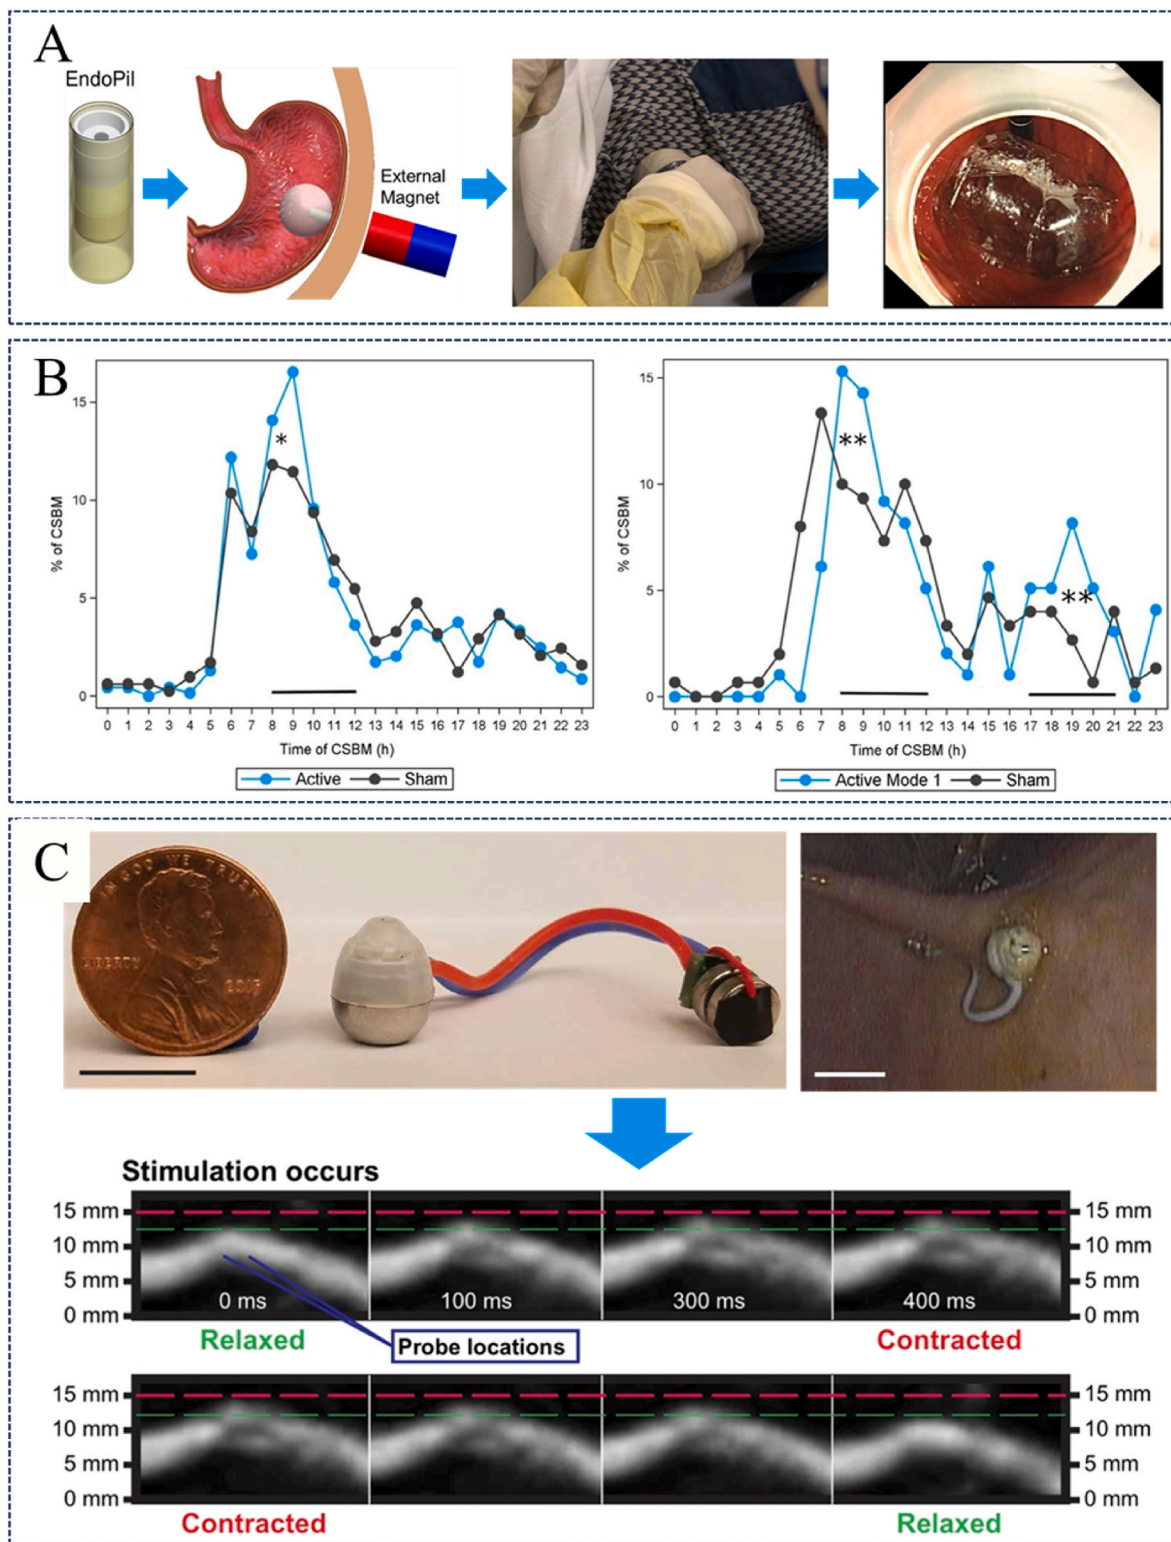 A
EndoPil
External
Magnet
B
% of CSBM
15
10
5
0
*
0 1 2 3 4 5 6 7 8 9 10 11 12 13 14 15 16 17 18 19 20 21 22 23
Time of CSBM (h)
Active Sham
% of CSBM
15
10
5
0
**
**
0 1 2 3 4 5 6 7 8 9 10 11 12 13 14 15 16 17 18 19 20 21 22 23
Time of CSBM (h)
Active Mode 1 Sham
C
IN GOD WE TRUST
LIBERTY
2013
Stimulation occurs
15 mm 15 mm
10 mm 10 mm
5 mm 5 mm
0 mm 0 ms 100 ms 300 ms 400 ms 0 mm
Relaxed Probe locations Contracted
15 mm 15 mm
10 mm 10 mm
5 mm 5 mm
0 mm 0 mm
Contracted Relaxed